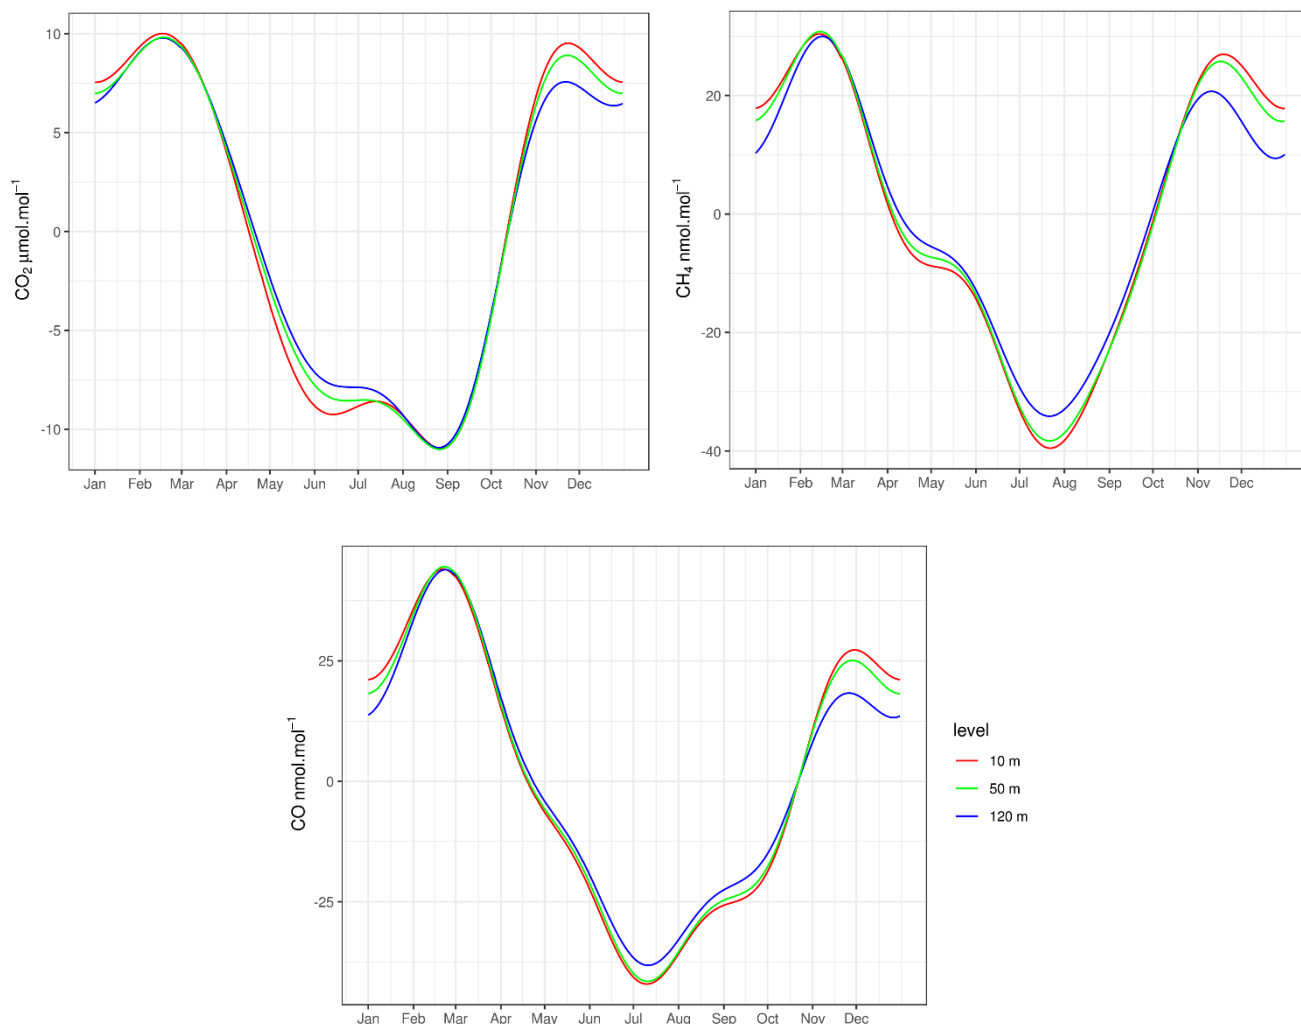 10
5
0
-5
-10
CO₂ μmol.mol⁻¹
Jan Feb Mar Apr May Jun Jul Aug Sep Oct Nov Dec
20
0
-20
-40
CH₄ nmol.mol⁻¹
Jan Feb Mar Apr May Jun Jul Aug Sep Oct Nov Dec
25
0
-25
CO nmol.mol⁻¹
Jan Feb Mar Apr May Jun Jul Aug Sep Oct Nov Dec
level
10 m
50 m
120 m